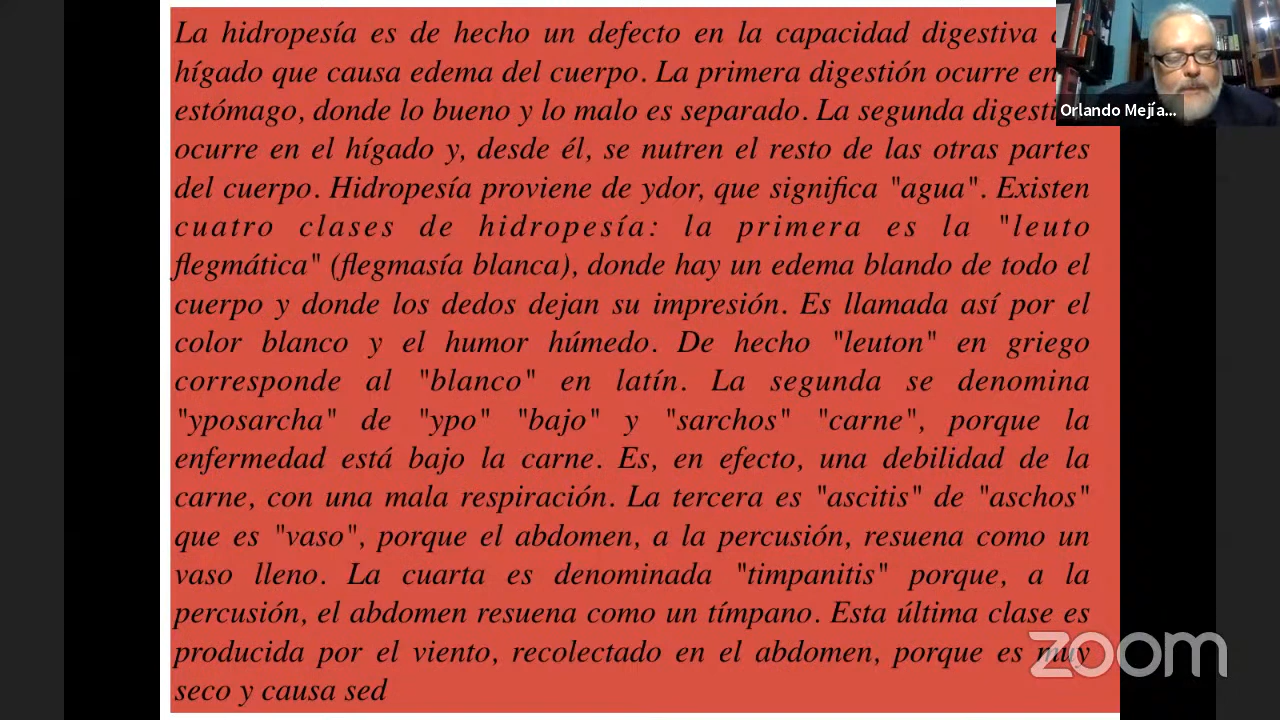 La hidropesía es de hecho un defecto en la capacidad digestiva
hígado que causa edema del cuerpo. La primera digestión ocurre en
estómago, donde lo bueno y lo malo es separado. La segunda
ocurre en el hígado y, desde él, se nutren el resto de las otras partes
del cuerpo. Hidropesía proviene de ydor, que significa "agua". Existen
cuatro clases de hidropesía: la primera es la "leuto
flegmática" (flegmasía blanca), donde hay un edema blando de todo el
cuerpo y donde los dedos dejan su impresión. Es llamada así por el
color blanco y el humor húmedo. De hecho "leuton" en griego
corresponde al "blanco" en latín. La segunda se denomina
"yposarcha" de "ypo" "bajo" y "sarchos" "carne", porque la
enfermedad está bajo la carne. Es, en efecto, una debilidad de la
carne, con una mala respiración. La tercera es "ascitis" de "aschos"
que es "vaso", porque el abdomen, a la percusión, resuena como un
vaso lleno. La cuarta es denominada "timpanitis" porque, a la
percusión, el abdomen resuena como un tímpano. Esta última clase es
producida por el viento, recolectado en el abdomen, porque es muy
seco y causa sed
Orlando Mejía...
zoom